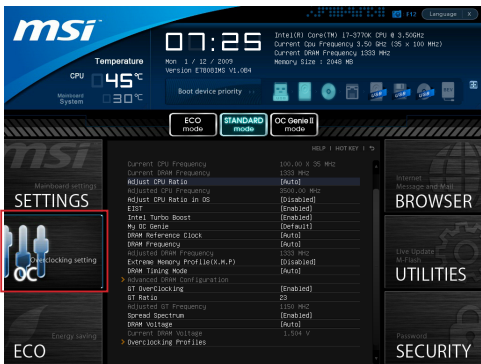 msi
F12
Language
X
Temperature
CPU
45°C
Mainboard
System
30°C
07:25
Mon 1 / 12 / 2009
Version E7808IMS V1.0B4
Intel(R) Core(TM) i7-3770K CPU @ 3.50GHz
Current Cpu Frequency 3.50 GHz (35 x 100 MHz)
Current DRAM Frequency 1333 MHz
Memory Size : 2048 MB
Boot device priority
USB
USB
USB
ECO
mode
STANDARD
mode
OC Genie II
mode
HELP | HOT KEY |
msi
Mainboard settings
SETTINGS
Overclocking setting
OC
Energy saving
ECO
Current CPU Frequency 100.00 X 35 MHz
Current DRAM Frequency 1333 MHz
Adjust CPU Ratio [Auto]
Adjusted CPU Frequency 3500.00 MHz
Adjust CPU Ratio in OS [Disabled]
EIST [Enabled]
Intel Turbo Boost [Enabled]
My OC Genie [Default]
DRAM Reference Clock [Auto]
DRAM Frequency [Auto]
Adjusted DRAM Frequency 1333 MHz
Extreme Memory Profile(X.M.P) [Disabled]
DRAM Timing Mode [Auto]
> Advanced DRAM Configuration
GT OverClocking [Enabled]
GT Ratio 23
Adjusted GT Frequency 1150 MHz
Spread Spectrum [Enabled]
DRAM Voltage [Auto]
Current DRAM Voltage 1.504 V
> Overclocking Profiles
Internet
Message and Mail
BROWSER
Live Update
M-Flash
UTILITIES
Password
SECURITY